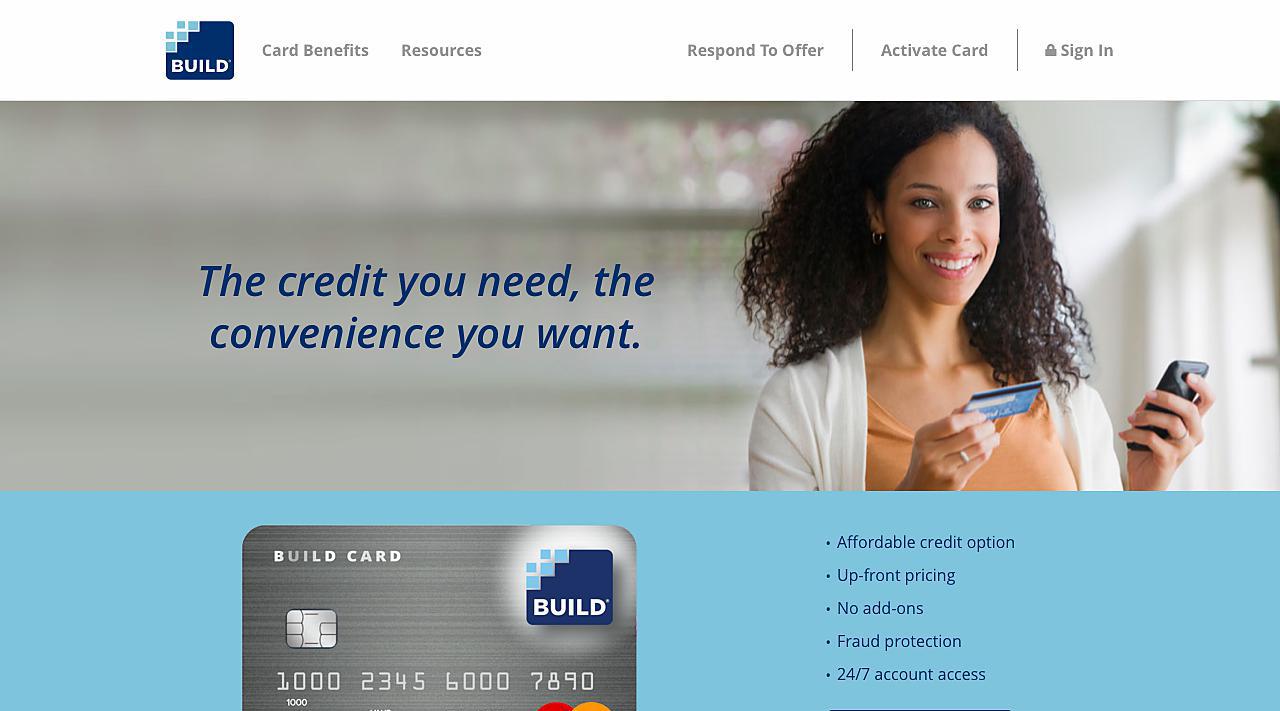 BUILD
Card Benefits
Resources
Respond To Offer
Activate Card
Sign In
The credit you need, the
convenience you want.
BUILD CARD
BUILD
1000 2345 6000 7890
1000
• Affordable credit option
• Up-front pricing
• No add-ons
• Fraud protection
• 24/7 account access